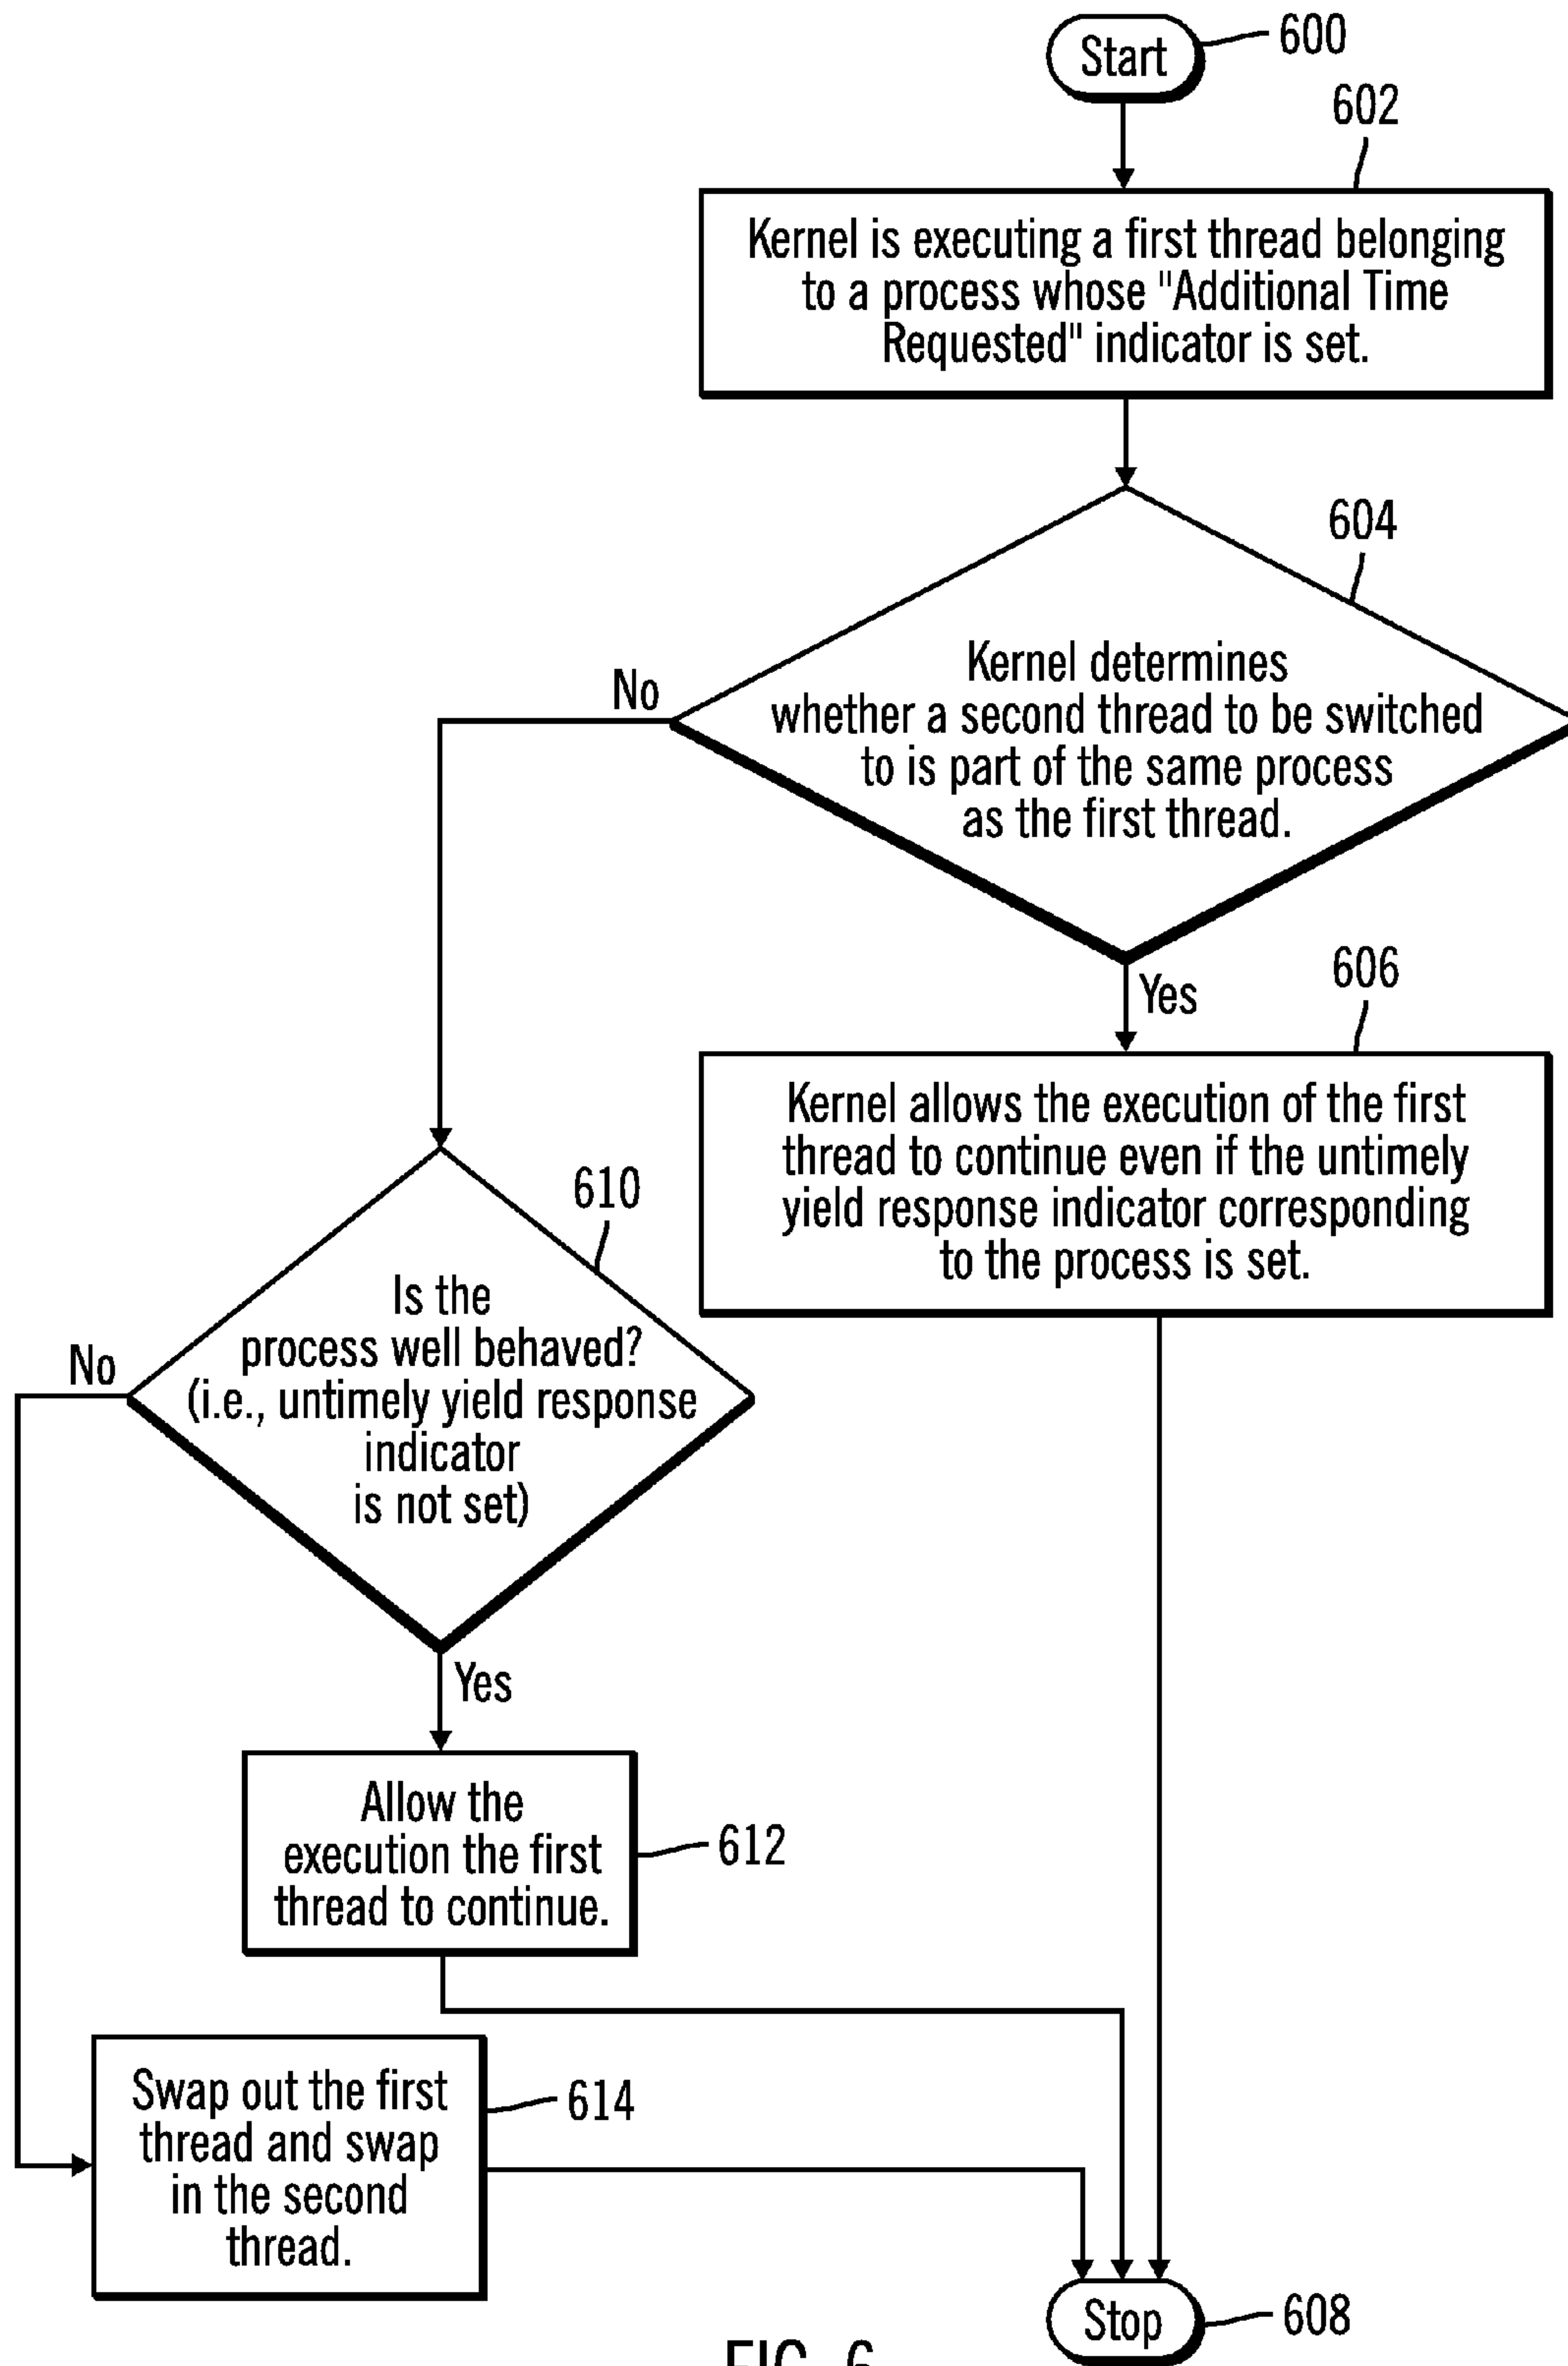 Start
600
602
Kernel is executing a first thread belonging
to a process whose "Additional Time
Requested" indicator is set.
604
Kernel determines
whether a second thread to be switched
to is part of the same process
as the first thread.
No
Yes
606
Kernel allows the execution of the first
thread to continue even if the untimely
yield response indicator corresponding
to the process is set.
610
Is the
process well behaved?
(i.e., untimely yield response
indicator
is not set)
No
Yes
Allow the
execution the first
thread to continue.
612
Swap out the first
thread and swap
in the second
thread.
614
Stop
608
FIG. 6